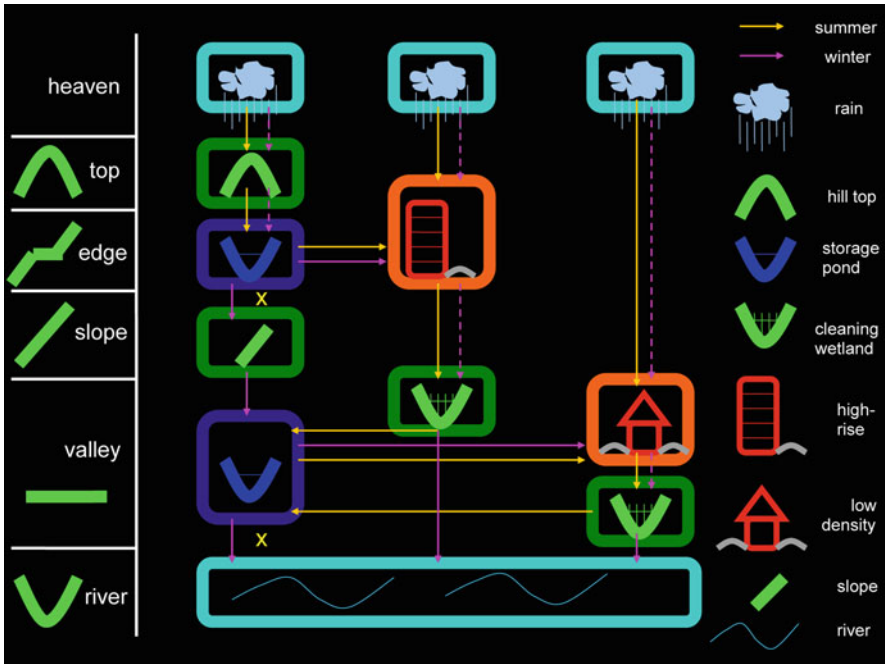 heaven
top
edge
slope
valley
river
X
X
summer
winter
rain
hill top
storage
pond
cleaning
wetland
high-
rise
low
density
slope
river